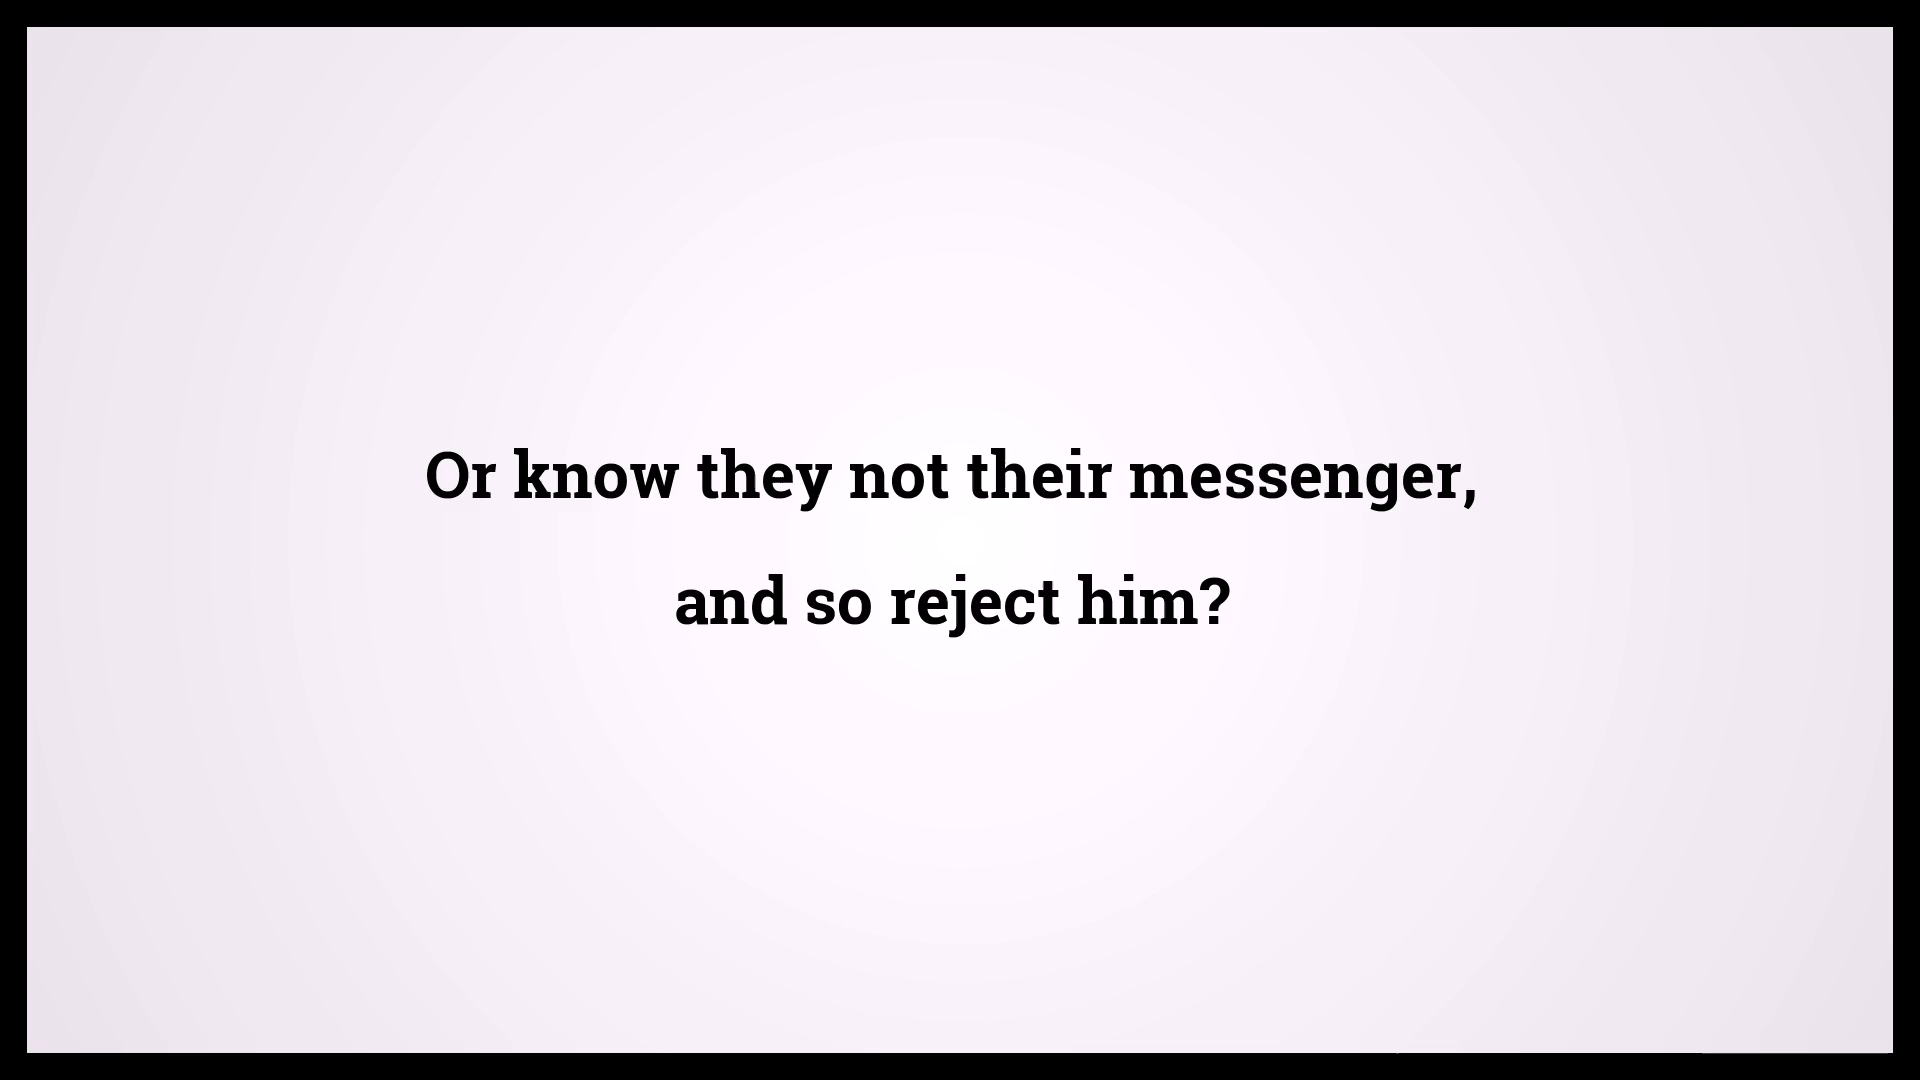 Or know they not their messenger,
and so reject him?